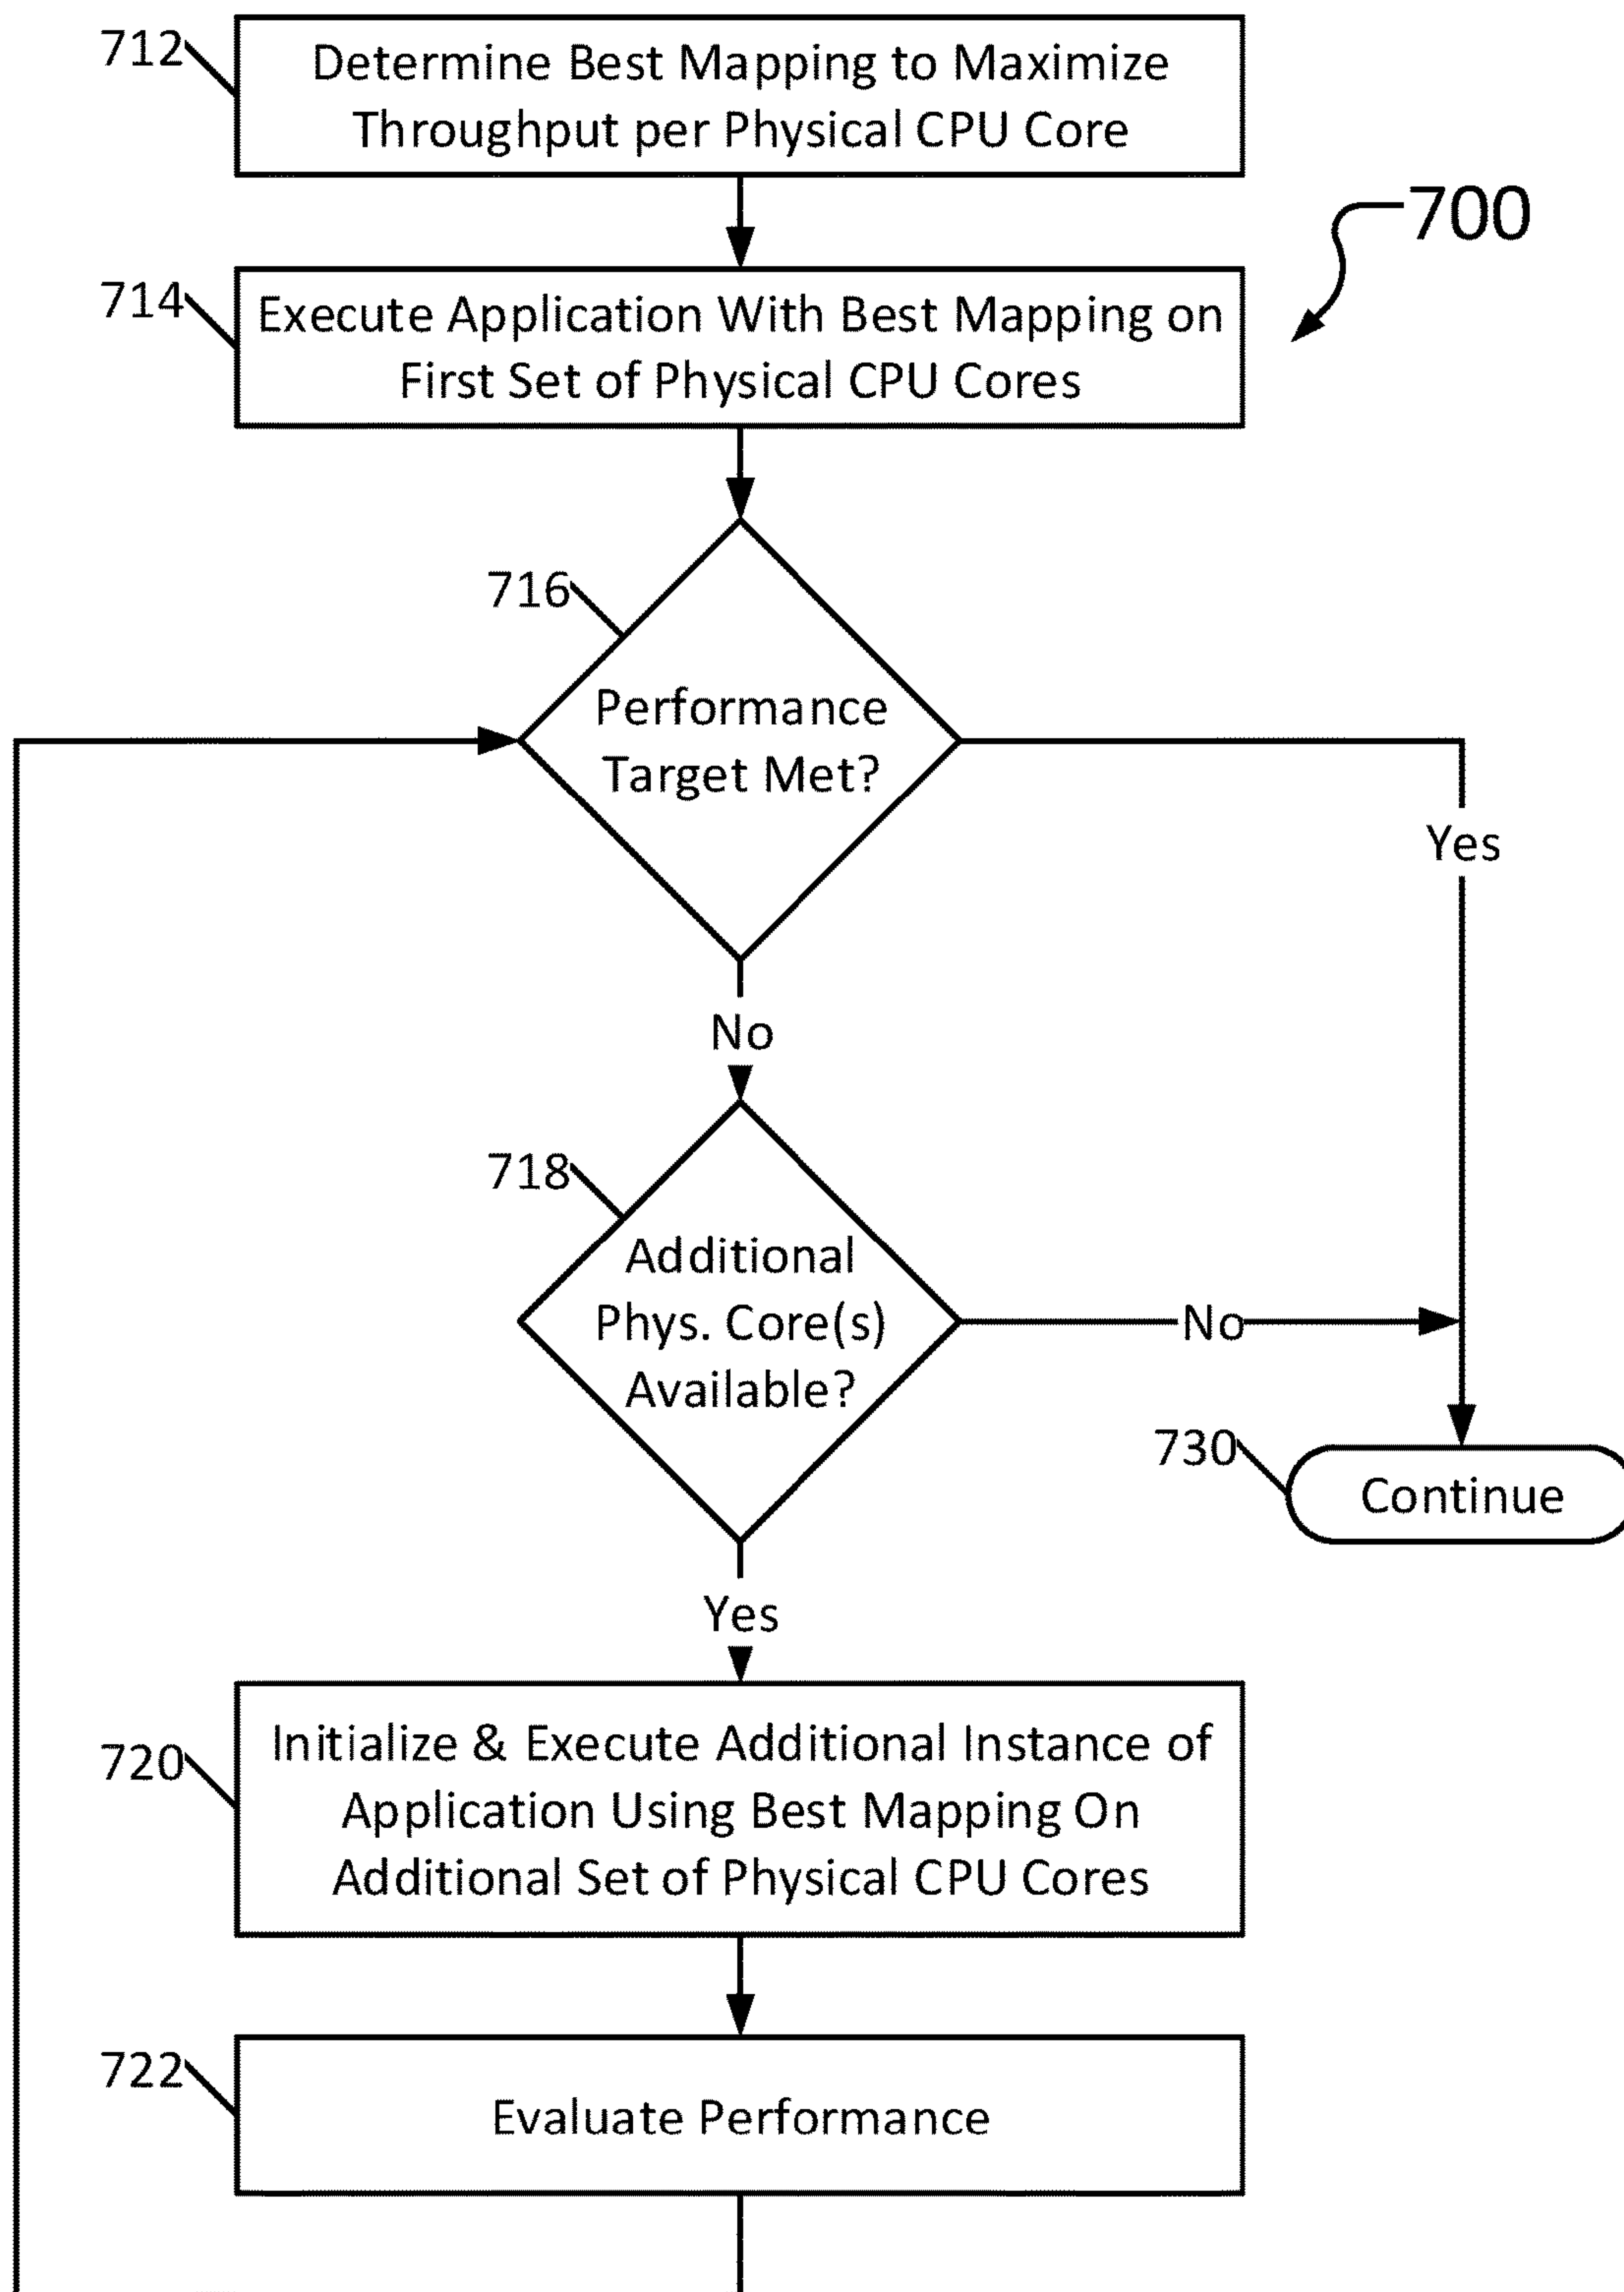 712
Determine Best Mapping to Maximize
Throughput per Physical CPU Core
700
714
Execute Application With Best Mapping on
First Set of Physical CPU Cores
716
Performance
Target Met?
Yes
No
718
Additional
Phys. Core(s)
Available?
No
730
Continue
Yes
720
Initialize & Execute Additional Instance of
Application Using Best Mapping On
Additional Set of Physical CPU Cores
722
Evaluate Performance